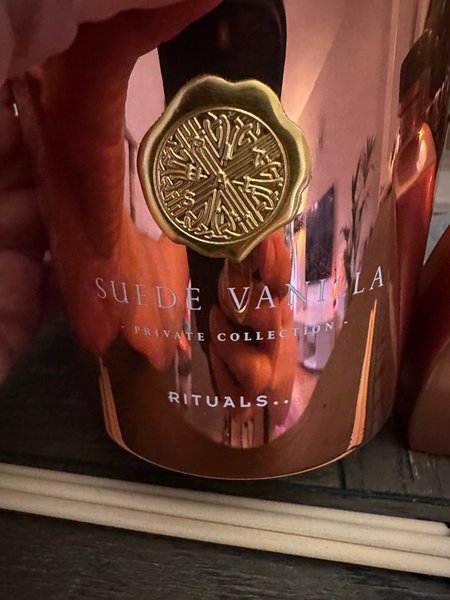 SUEDE VANILLA
- PRIVATE COLLECTION -
RITUALS...